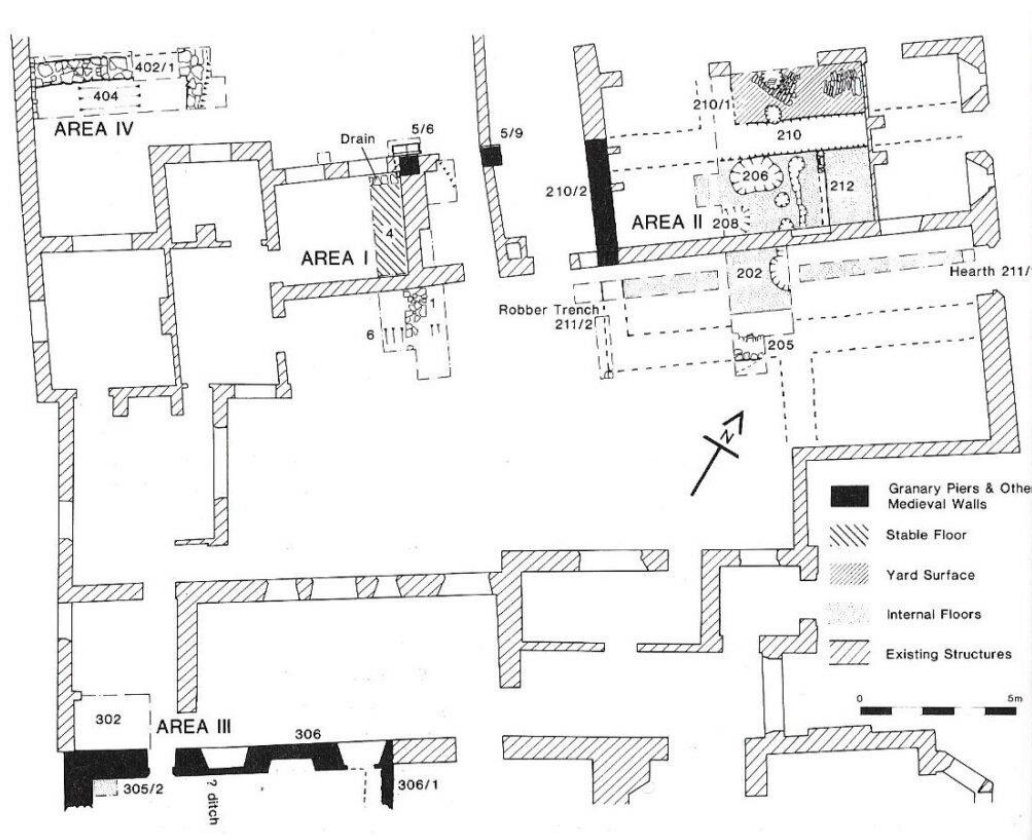 402/1
404
AREA IV
Drain
5/6
5/9
210/1
210
206
212
210/2
AREA II
208
4
AREA I
202
Hearth 211/
Robber Trench
211/2
1
6
205
N
Granary Piers & Othe
Medieval Walls
Stable Floor
Yard Surface
Internal Floors
Existing Structures
0
5m
302
AREA III
306
305/2
? ditch
306/1